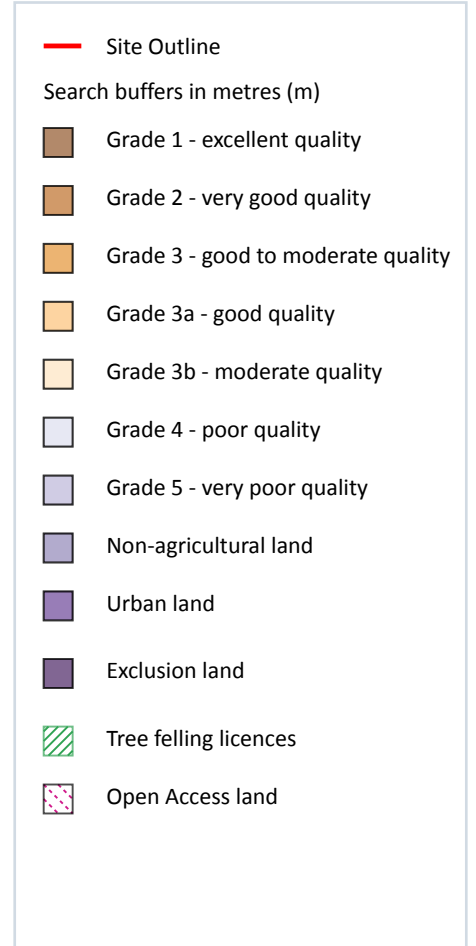 Site Outline
Search buffers in metres (m)
Grade 1 - excellent quality
Grade 2 - very good quality
Grade 3 - good to moderate quality
Grade 3a - good quality
Grade 3b - moderate quality
Grade 4 - poor quality
Grade 5 - very poor quality
Non-agricultural land
Urban land
Exclusion land
Tree felling licences
Open Access land